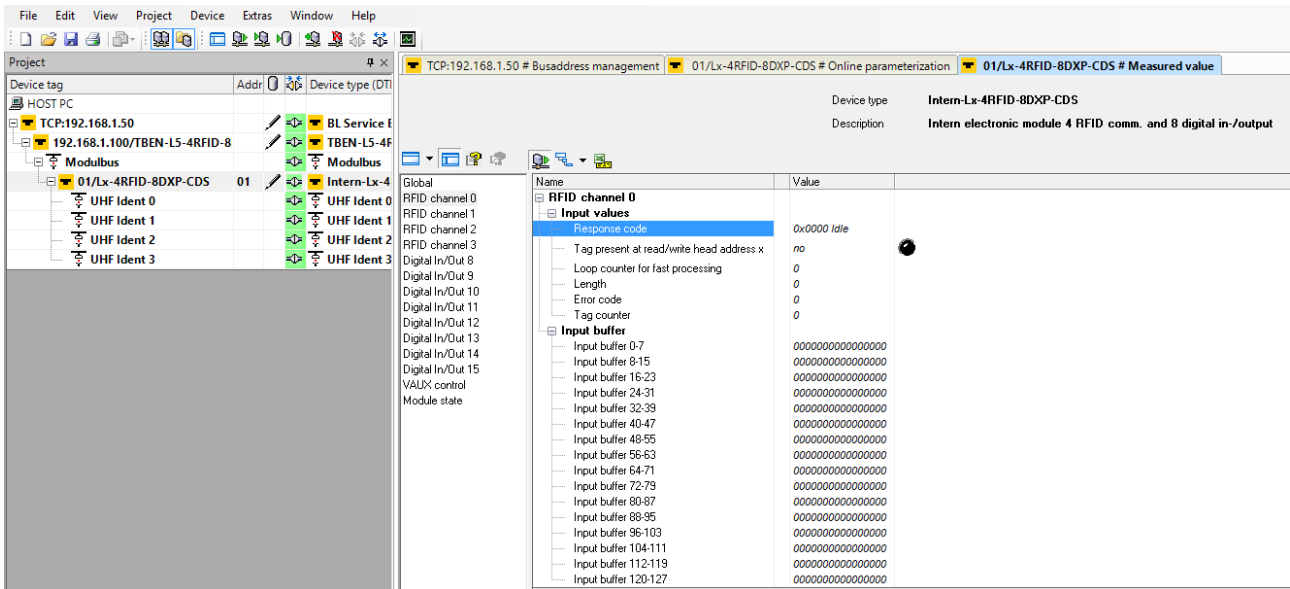 File Edit View Project Device Extras Window Help
Project
Device tag Addr Device type (DTI
HOST PC
TCP:192.168.1.50 BL Service E
192.168.1.100/TBEN-L5-4RFID-8 TBEN-L5-4F
Modulbus Modulbus
01/Lx-4RFID-8DXP-CDS 01 Intern-Lx-4
UHF Ident 0 UHF Ident 0
UHF Ident 1 UHF Ident 1
UHF Ident 2 UHF Ident 2
UHF Ident 3 UHF Ident 3
TCP:192.168.1.50 # Busaddress management 01/Lx-4RFID-8DXP-CDS # Online parameterization 01/Lx-4RFID-8DXP-CDS # Measured value
Device type Intern-Lx-4RFID-8DXP-CDS
Description Intern electronic module 4 RFID comm. and 8 digital in-/output
Global
RFID channel 0
RFID channel 1
RFID channel 2
RFID channel 3
Digital In/Out 8
Digital In/Out 9
Digital In/Out 10
Digital In/Out 11
Digital In/Out 12
Digital In/Out 13
Digital In/Out 14
Digital In/Out 15
VAUX control
Module state
Name Value
RFID channel 0
Input values
Response code 0x0000 Idle
Tag present at read/write head address x no
Loop counter for fast processing 0
Length 0
Error code 0
Tag counter 0
Input buffer
Input buffer 0-7 0000000000000000
Input buffer 8-15 0000000000000000
Input buffer 16-23 0000000000000000
Input buffer 24-31 0000000000000000
Input buffer 32-39 0000000000000000
Input buffer 40-47 0000000000000000
Input buffer 48-55 0000000000000000
Input buffer 56-63 0000000000000000
Input buffer 64-71 0000000000000000
Input buffer 72-79 0000000000000000
Input buffer 80-87 0000000000000000
Input buffer 88-95 0000000000000000
Input buffer 96-103 0000000000000000
Input buffer 104-111 0000000000000000
Input buffer 112-119 0000000000000000
Input buffer 120-127 0000000000000000